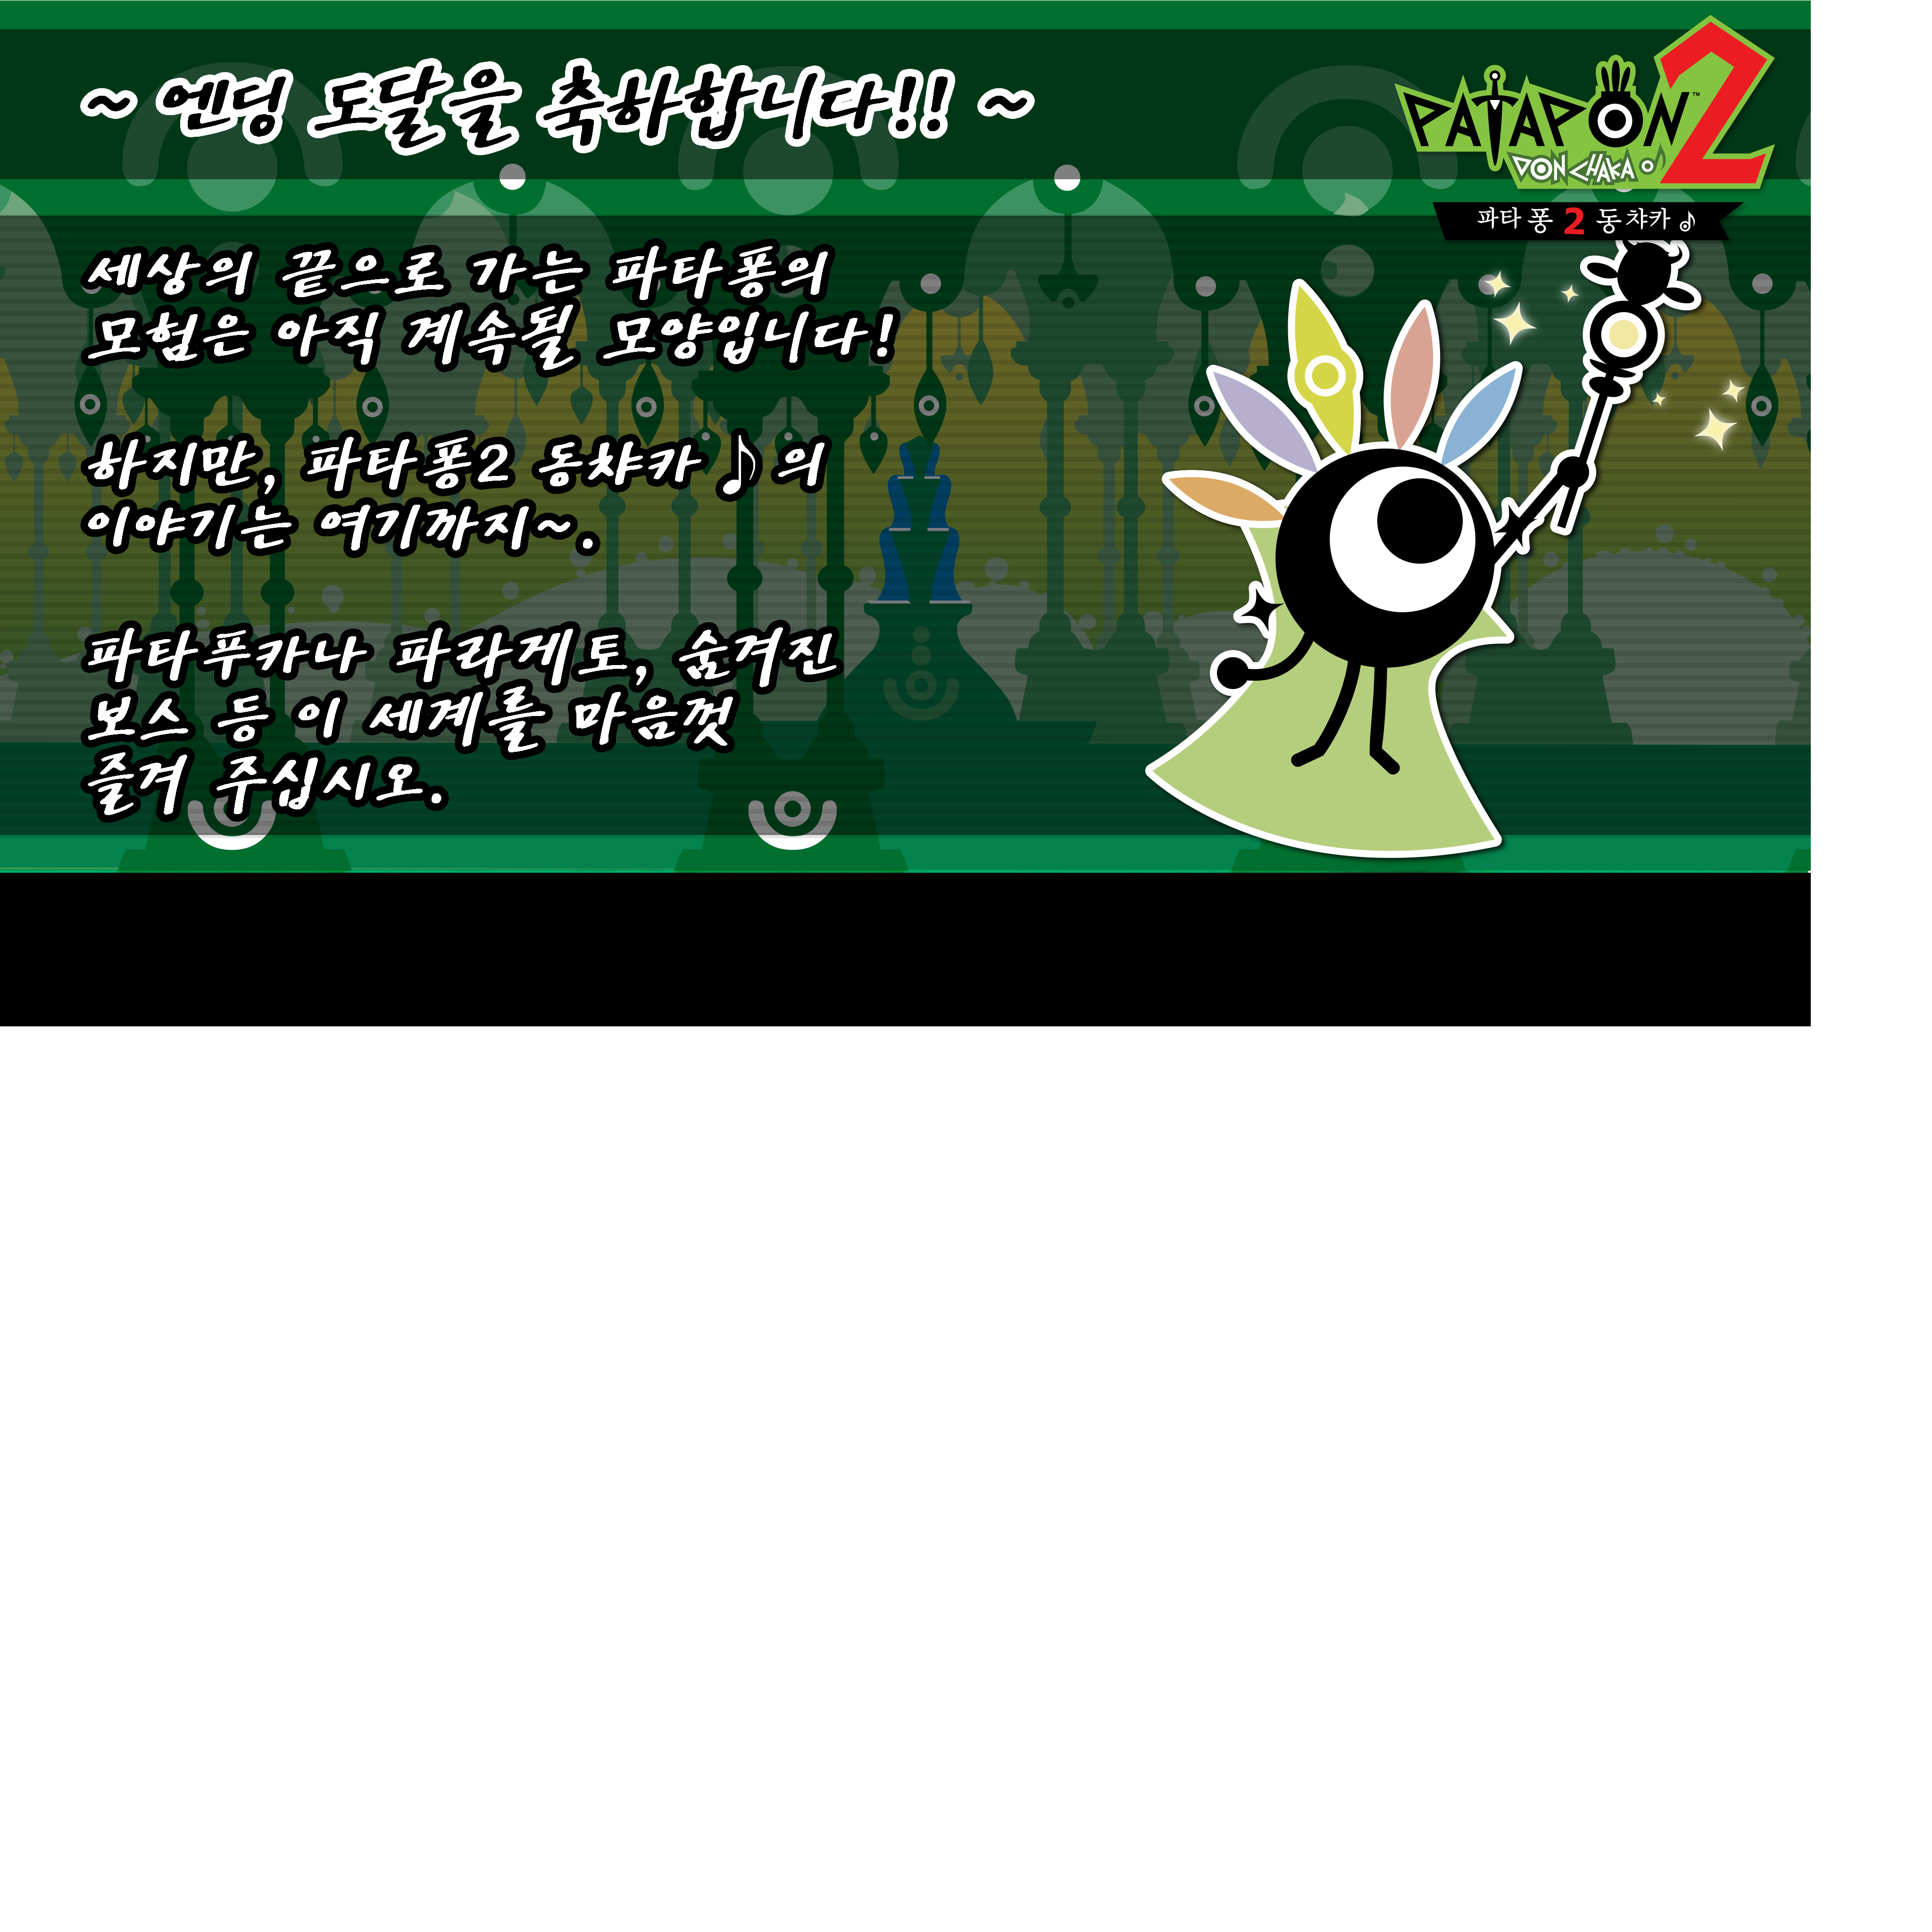 ~ 엔딩 도달을 축하합니다!! ~
PATAPON 2 ™
DON CHAKA♪
파타퐁 2 동챠카♪
세상의 끝으로 가는 파타퐁의
모험은 아직 계속될 모양입니다!
하지만, 파타퐁2 동챠카♪의
이야기는 여기까지~.
파타푸카나 파라게토, 숨겨진
보스 등 이 세계를 마음껏
즐겨 주십시오.